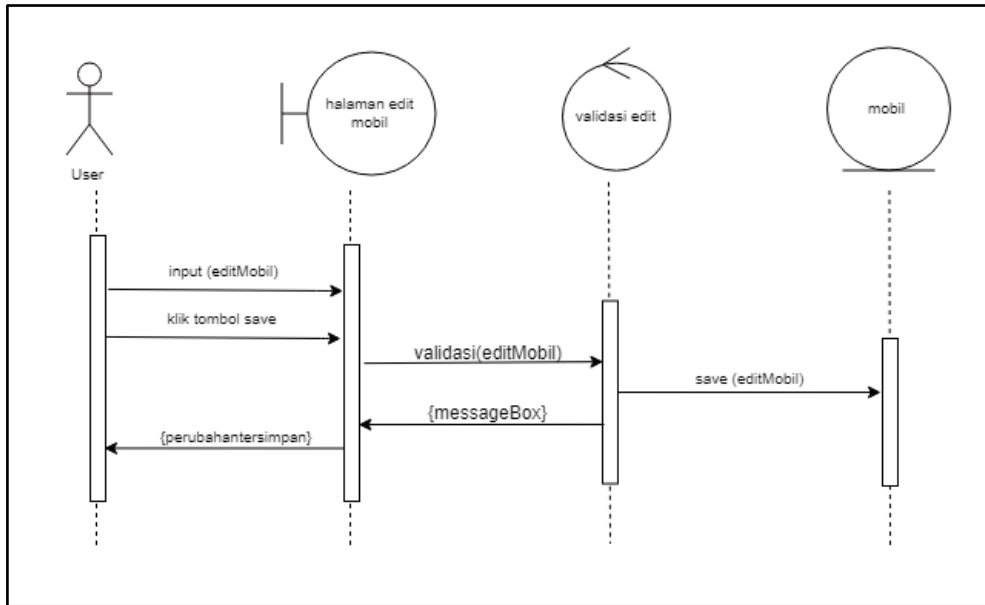 halaman edit
mobil
validasi edit
mobil
User
input (editMobil)
klik tombol save
validasi(editMobil)
save (editMobil)
{messageBox}
{perubahantersimpan}